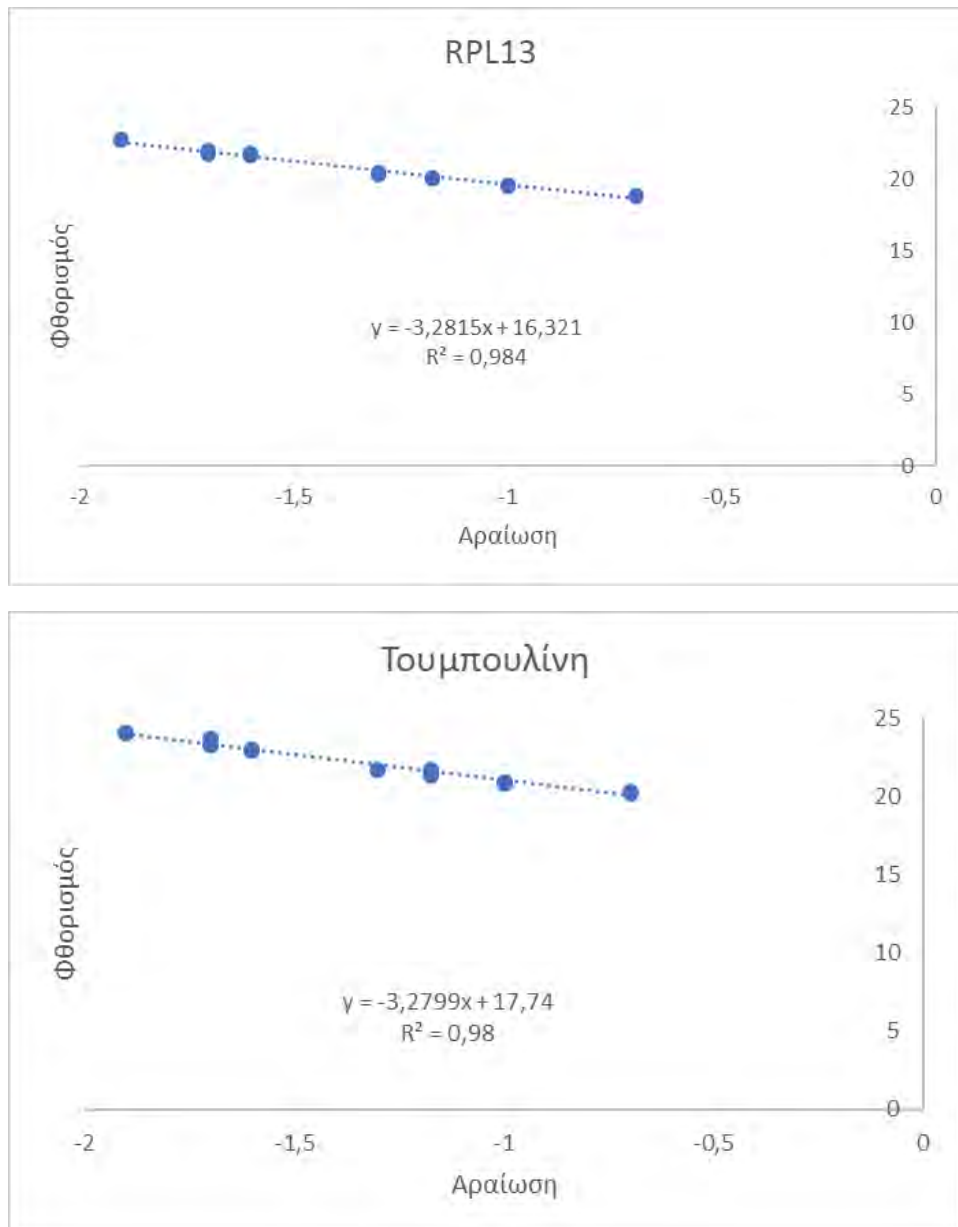 RPL13
25
20
15
10
5
0
Φθορισμός
y = -3,2815x + 16,321
R² = 0,984
-2 -1,5 -1 -0,5 0
Αραίωση
Τουμπουλίνη
25
20
15
10
5
0
Φθορισμός
y = -3,2799x + 17,74
R² = 0,98
-2 -1,5 -1 -0,5 0
Αραίωση